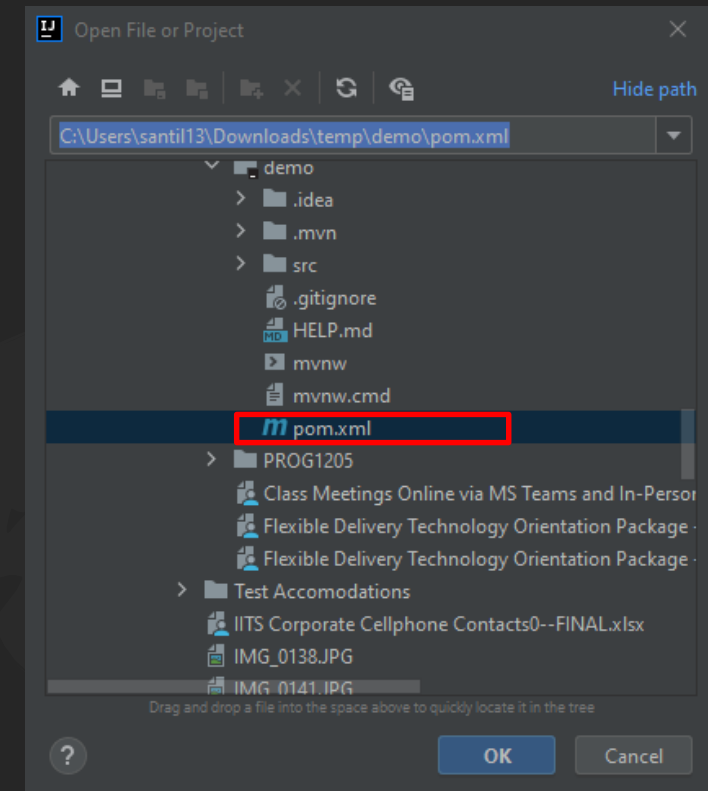 IJ
Open File or Project
Hide path
C:\Users\santil13\Downloads\temp\demo\pom.xml
demo
.idea
.mvn
src
.gitignore
MD HELP.md
mvnw
mvnw.cmd
m pom.xml
PROG1205
Class Meetings Online via MS Teams and In-Person
Flexible Delivery Technology Orientation Package -
Flexible Delivery Technology Orientation Package -
Test Accomodations
IITS Corporate Cellphone Contacts0--FINAL.xlsx
IMG_0138.JPG
IMG_0141.JPG
Drag and drop a file into the space above to quickly locate it in the tree
?
OK
Cancel